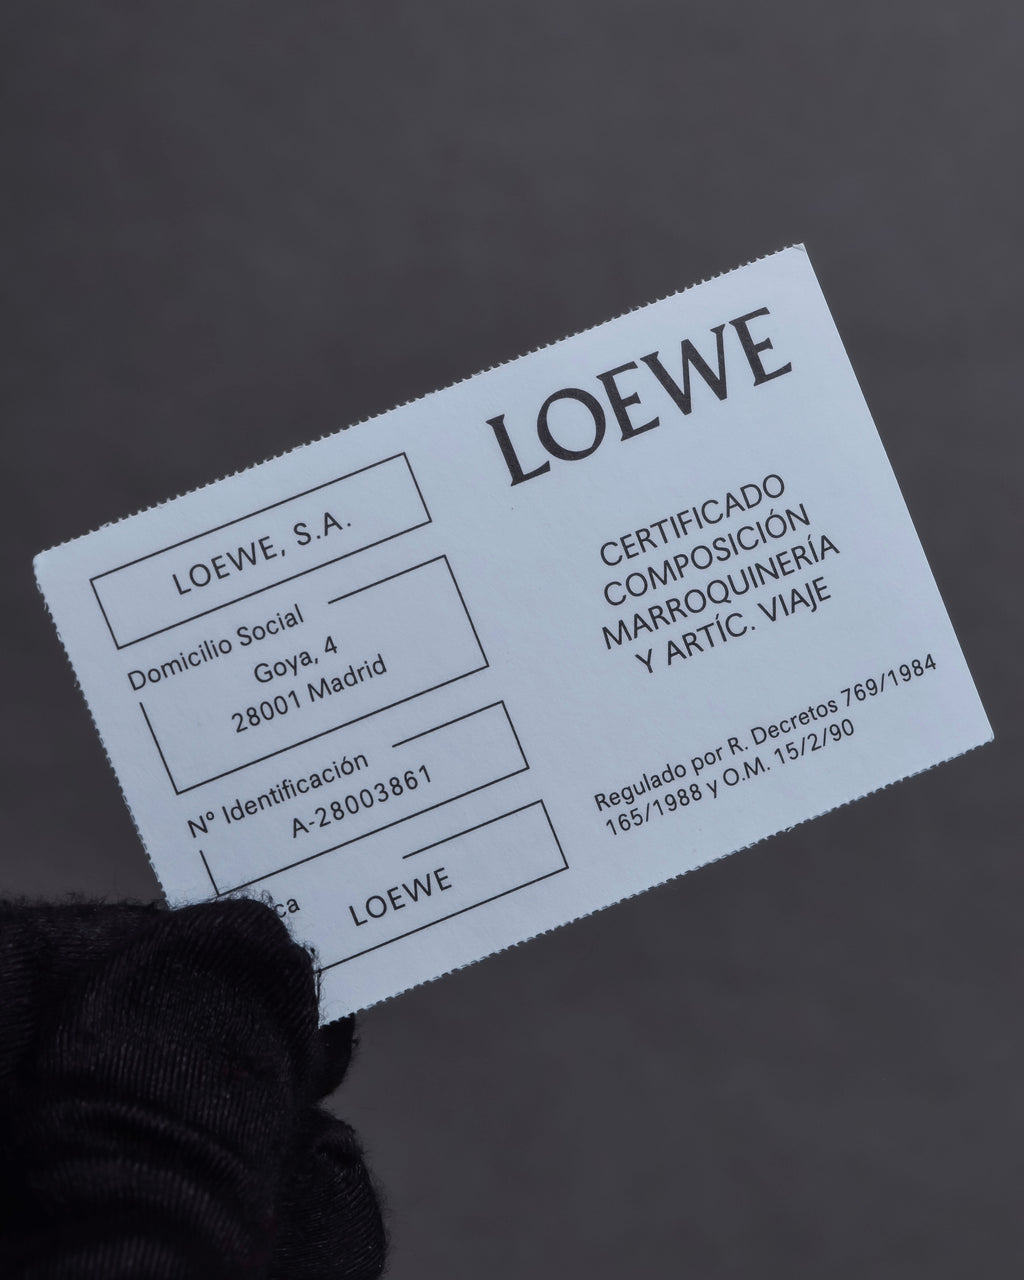 LOEWE, S.A.
Domicilio Social
Goya, 4
28001 Madrid
Nº Identificación
A-28003861
LOEWE
LOEWE
CERTIFICADO
COMPOSICIÓN
MARROQUINERÍA
Y ARTÍC. VIAJE
Regulado por R. Decretos 769/1984
165/1988 y O.M. 15/2/90